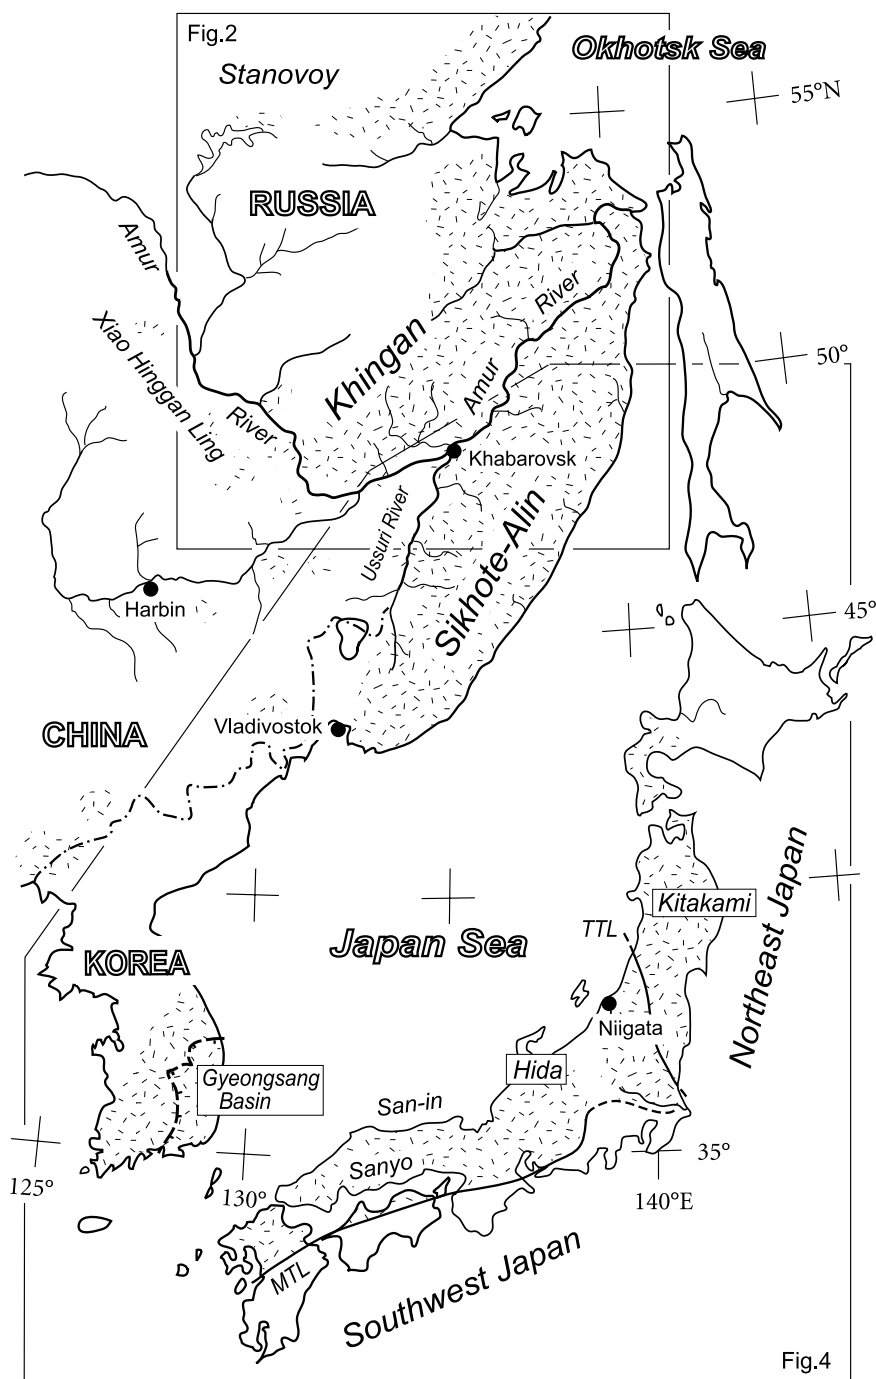 Fig.2
Okhotsk Sea
Stanovoy
55°N
RUSSIA
Amur
River
Xiao Hinggan Ling
Khingan
Amur
50°
River
Khabarovsk
Ussuri River
Sikhote-Alin
Harbin
45°
Vladivostok
CHINA
Kitakami
Northeast Japan
TTL
Japan Sea
KOREA
Niigata
Hida
Gyeongsang
Basin
San-in
Sanyo
35°
125°
130°
140°E
MTL
Southwest Japan
Fig.4